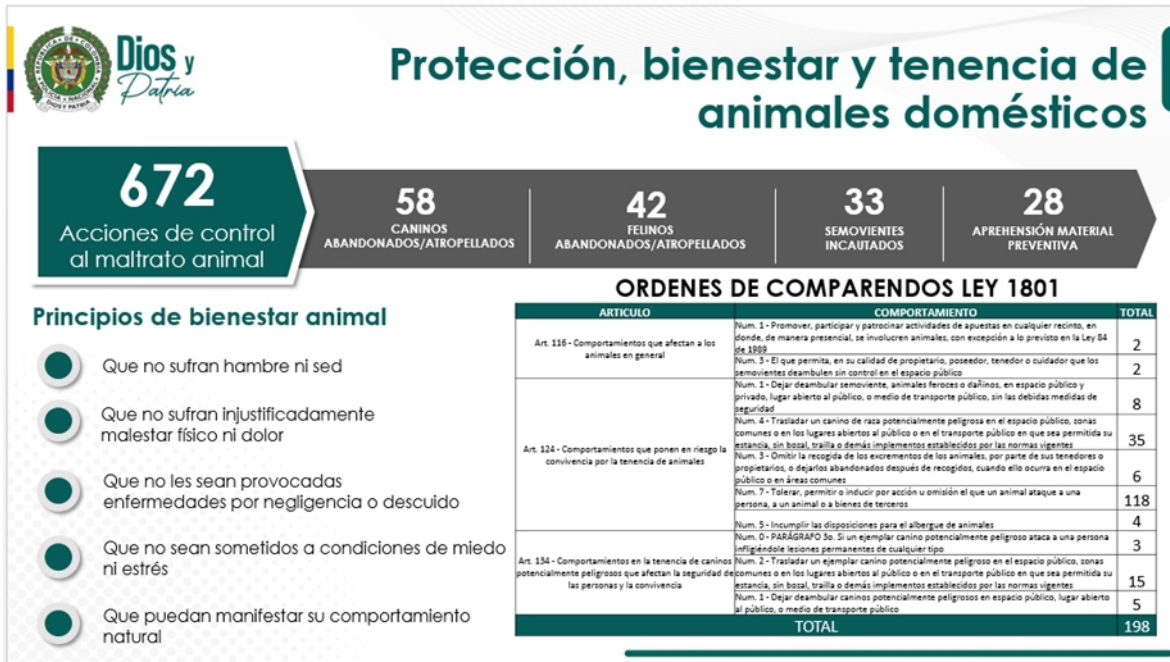 REPUBLICA DE COLOMBIA
POLICIA NACIONAL
DIOS Y PATRIA
Dios y
Patria
Protección, bienestar y tenencia de
animales domésticos
672
Acciones de control
al maltrato animal
58
CANINOS
ABANDONADOS/ATROPELLADOS
42
FELINOS
ABANDONADOS/ATROPELLADOS
33
SEMOVIENTES
INCAUTADOS
28
APREHENSIÓN MATERIAL
PREVENTIVA
Principios de bienestar animal
Que no sufran hambre ni sed
Que no sufran injustificadamente
malestar físico ni dolor
Que no les sean provocadas
enfermedades por negligencia o descuido
Que no sean sometidos a condiciones de miedo
ni estrés
Que puedan manifestar su comportamiento
natural
ORDENES DE COMPARENDOS LEY 1801
ARTICULO COMPORTAMIENTO TOTAL
Art. 116 - Comportamientos que afectan a los
animales en general
Num. 1 - Promover, participar y patrocinar actividades de apuestas en cualquier recinto, en
donde, de manera presencial, se involucren animales, con excepción a lo previsto en la Ley 84
de 1989
2
Num. 3 - El que permita, en su calidad de propietario, poseedor, tenedor o cuidador que los
semovientes deambulen sin control en el espacio público
2
Art. 124 - Comportamientos que ponen en riesgo la
convivencia por la tenencia de animales
Num. 1 - Dejar deambular semoviente, animales feroces o dañinos, en espacio público y
privado, lugar abierto al público, o medio de transporte público, sin las debidas medidas de
seguridad
8
Num. 4 - Trasladar un canino de raza potencialmente peligrosa en el espacio público, zonas
comunes o en los lugares abiertos al público o en el transporte público en que sea permitida su
estancia, sin bozal, trailla o demás implementos establecidos por las normas vigentes
35
Num. 3 - Omitir la recogida de los excrementos de los animales, por parte de sus tenedores o
propietarios, o dejarlos abandonados después de recogidos, cuando ello ocurra en el espacio
público o en áreas comunes
6
Num. 7 - Tolerar, permitir o inducir por acción u omisión el que un animal ataque a una
persona, a un animal o a bienes de terceros
118
Num. 5 - Incumplir las disposiciones para el albergue de animales
4
Art. 134 - Comportamientos en la tenencia de caninos
potencialmente peligrosos que afectan la seguridad de
las personas y la convivencia
Num. 0 - PARÁGRAFO 3o. Si un ejemplar canino potencialmente peligroso ataca a una persona
infligiéndole lesiones permanentes de cualquier tipo
3
Num. 2 - Trasladar un ejemplar canino potencialmente peligroso en el espacio público, zonas
comunes o en los lugares abiertos al público o en el transporte público en que sea permitida su
estancia, sin bozal, trailla o demás implementos establecidos por las normas vigentes
15
Num. 1 - Dejar deambular caninos potencialmente peligrosos en espacio público, lugar abierto
al público, o medio de transporte público
5
TOTAL 198